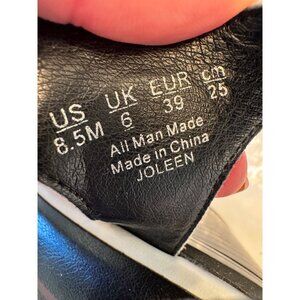 US UK EUR cm
8.5M 6 39 25
All Man Made
Made in China
JOLEEN